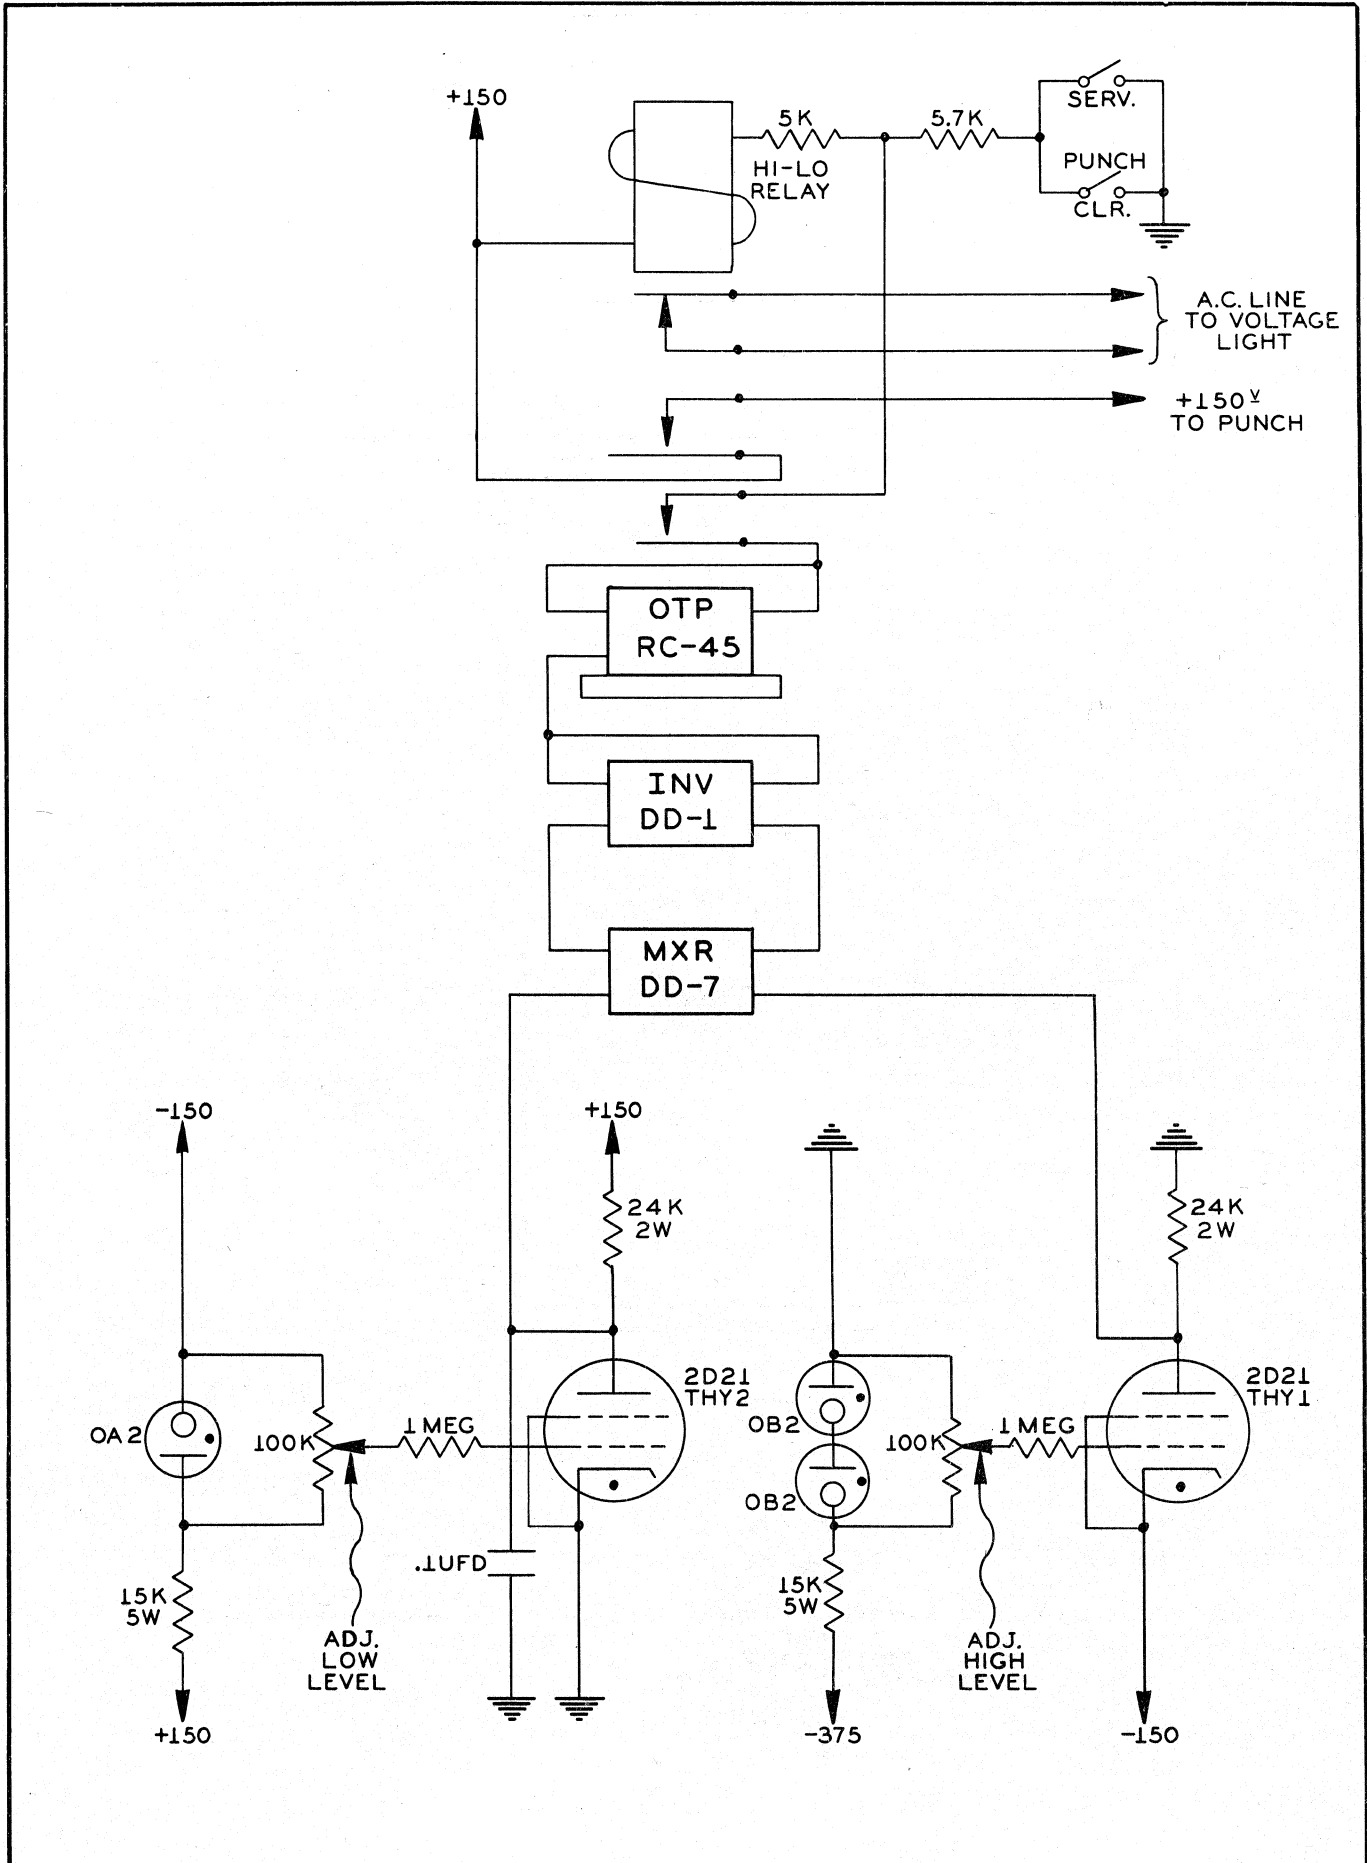 +150
5K
5.7K
SERV.
PUNCH
CLR.
HI-LO
RELAY
A.C. LINE
TO VOLTAGE
LIGHT
+150V
TO PUNCH
OTP
RC-45
INV
DD-1
MXR
DD-7
-150
+150
24K
2W
24K
2W
2D21
THY2
2D21
THY1
OA2
100K
1 MEG
OB2
100K
1 MEG
OB2
.1UFD
15K
5W
15K
5W
ADJ.
LOW
LEVEL
ADJ.
HIGH
LEVEL
+150
-375
-150